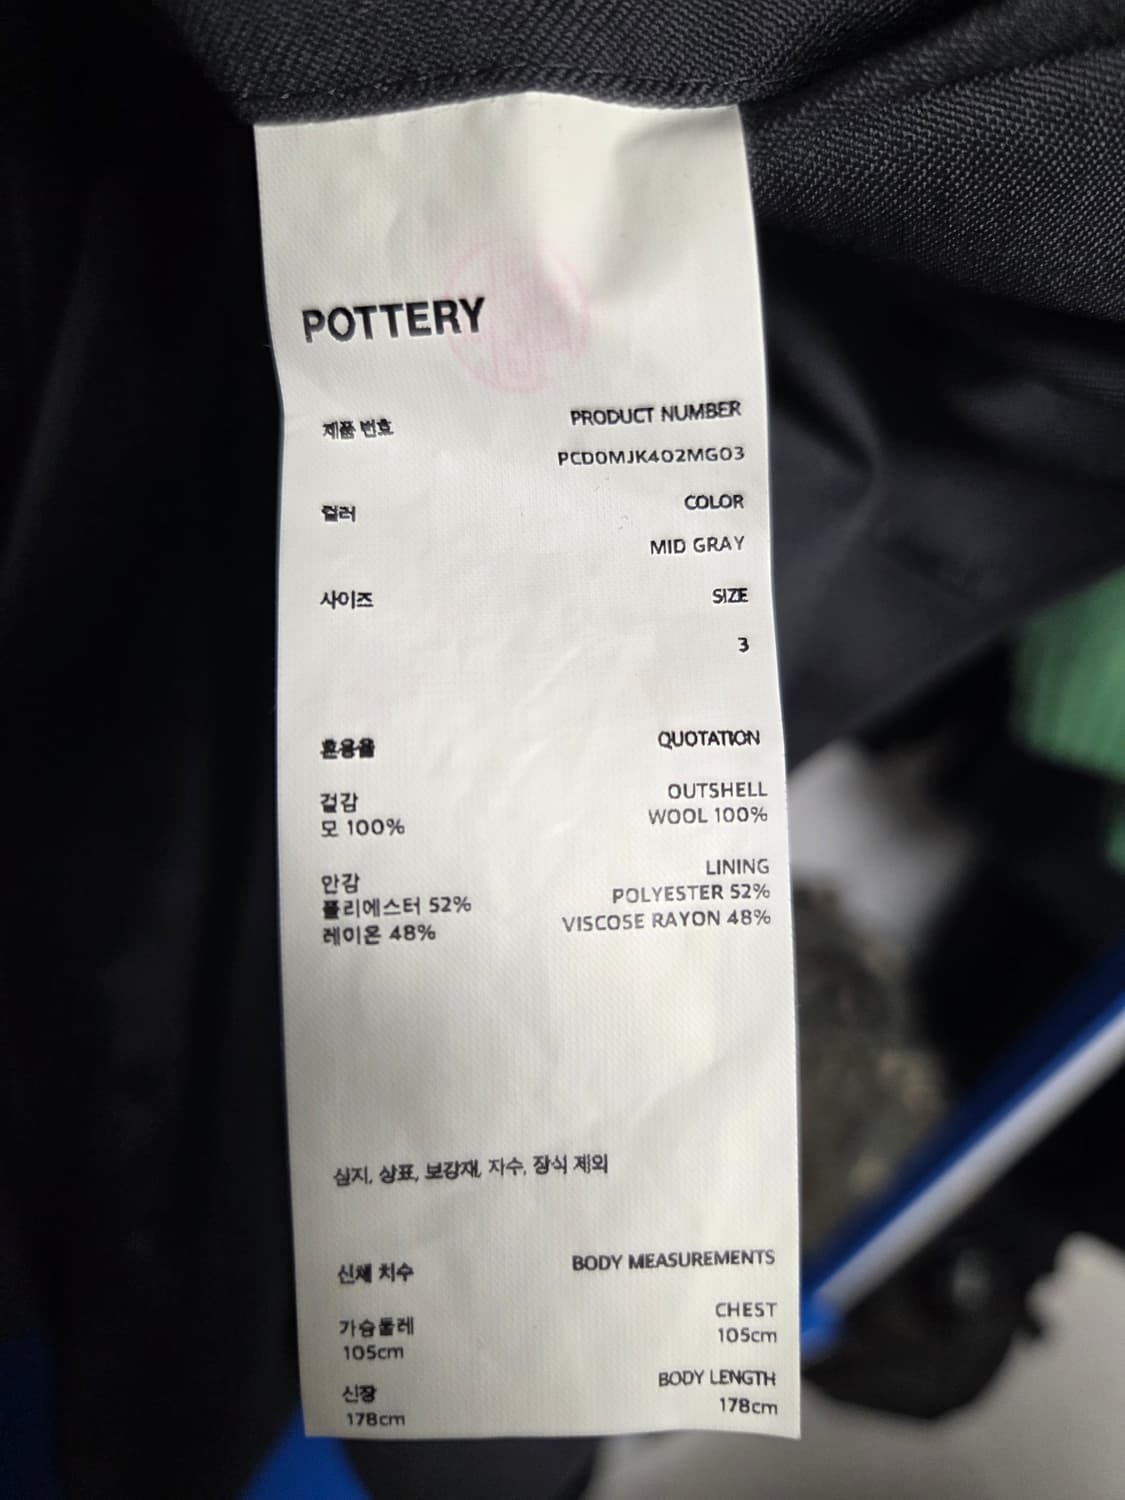 POTTERY
제품 번호 PRODUCT NUMBER
PCD0MJK402MG03
컬러 COLOR
MID GRAY
사이즈 SIZE
3
혼용율 QUOTATION
겉감 OUTSHELL
모 100% WOOL 100%
안감 LINING
폴리에스터 52% POLYESTER 52%
레이온 48% VISCOSE RAYON 48%
심지, 상표, 보강재, 자수, 장식 제외
신체 치수 BODY MEASUREMENTS
가슴둘레 CHEST
105cm 105cm
신장 BODY LENGTH
178cm 178cm